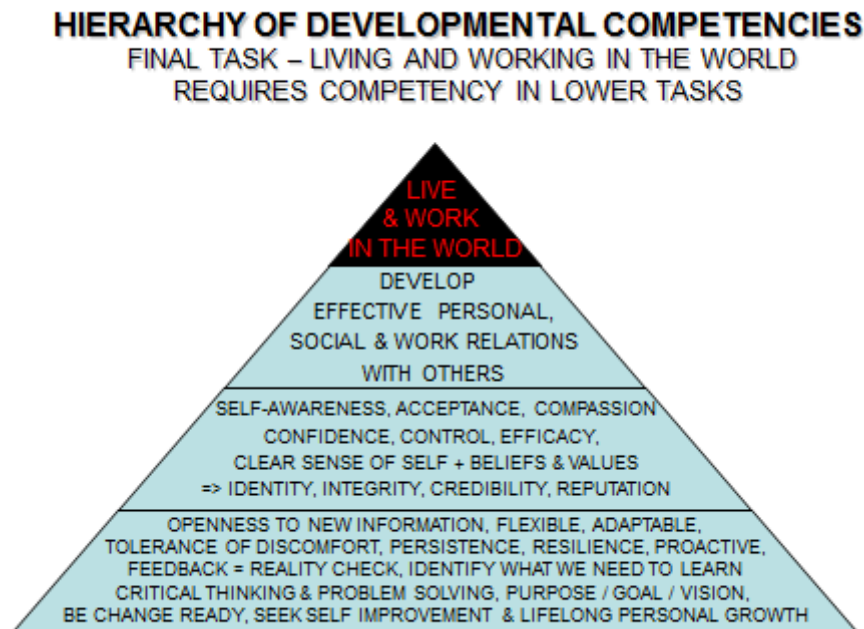 HIERARCHY OF DEVELOPMENTAL COMPETENCIES
FINAL TASK – LIVING AND WORKING IN THE WORLD
REQUIRES COMPETENCY IN LOWER TASKS
LIVE
& WORK
IN THE WORLD
DEVELOP
EFFECTIVE PERSONAL,
SOCIAL & WORK RELATIONS
WITH OTHERS
SELF-AWARENESS, ACCEPTANCE, COMPASSION
CONFIDENCE, CONTROL, EFFICACY,
CLEAR SENSE OF SELF + BELIEFS & VALUES
=> IDENTITY, INTEGRITY, CREDIBILITY, REPUTATION
OPENNESS TO NEW INFORMATION, FLEXIBLE, ADAPTABLE,
TOLERANCE OF DISCOMFORT, PERSISTENCE, RESILIENCE, PROACTIVE,
FEEDBACK = REALITY CHECK, IDENTIFY WHAT WE NEED TO LEARN
CRITICAL THINKING & PROBLEM SOLVING, PURPOSE / GOAL / VISION,
BE CHANGE READY, SEEK SELF IMPROVEMENT & LIFELONG PERSONAL GROWTH